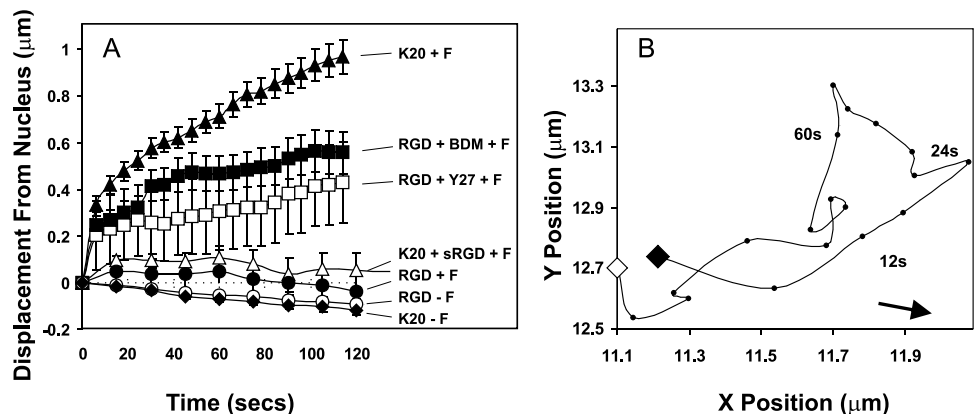 A
Displacement From Nucleus (μm)
1
0.8
0.6
0.4
0.2
0
-0.2
0 20 40 60 80 100 120
Time (secs)
K20 + F
RGD + BDM + F
RGD + Y27 + F
K20 + sRGD + F
RGD + F
RGD - F
K20 - F
B
Y Position (μm)
13.3
13.1
12.9
12.7
12.5
11.1 11.3 11.5 11.7 11.9
X Position (μm)
60s
24s
12s